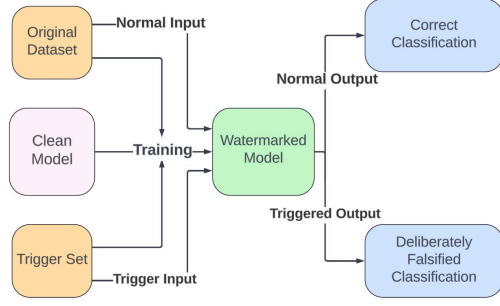 Original
Dataset
Normal Input
Correct
Classification
Normal Output
Clean
Model
Training
Watermarked
Model
Triggered Output
Trigger Set
Trigger Input
Deliberately
Falsified
Classification